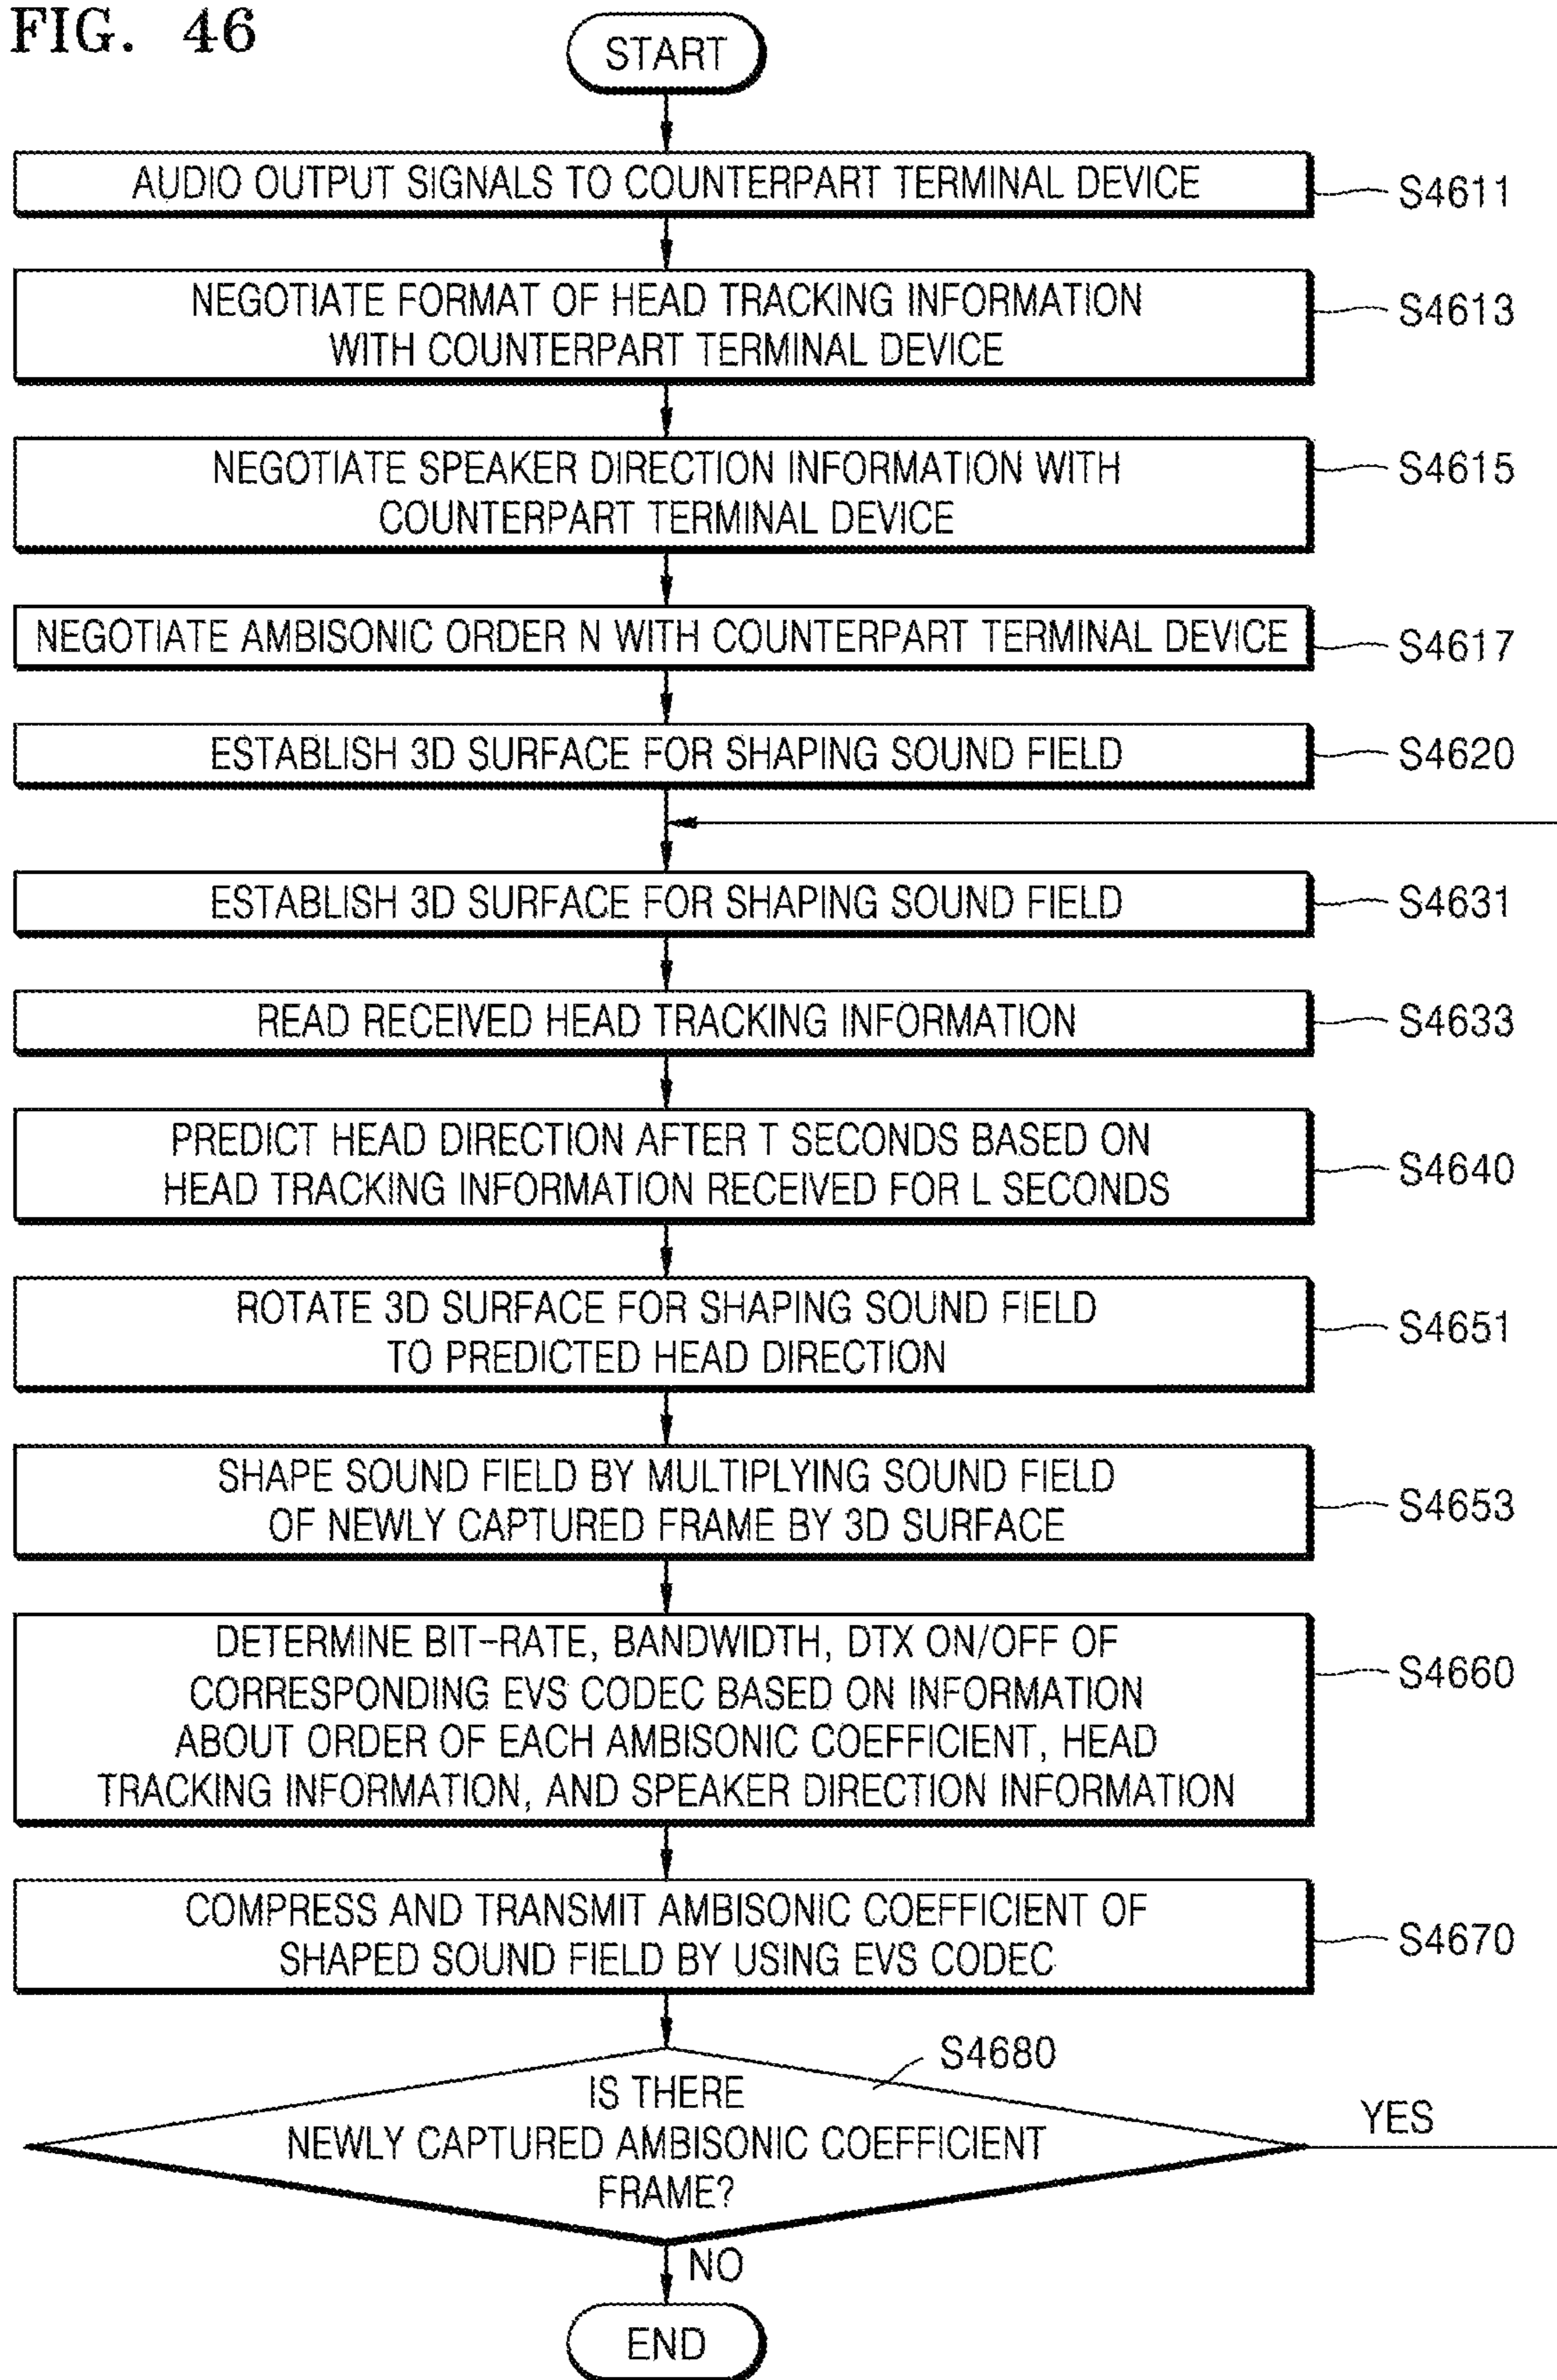 FIG. 46
START
AUDIO OUTPUT SIGNALS TO COUNTERPART TERMINAL DEVICE
S4611
NEGOTIATE FORMAT OF HEAD TRACKING INFORMATION
WITH COUNTERPART TERMINAL DEVICE
S4613
NEGOTIATE SPEAKER DIRECTION INFORMATION WITH
COUNTERPART TERMINAL DEVICE
S4615
NEGOTIATE AMBISONIC ORDER N WITH COUNTERPART TERMINAL DEVICE
S4617
ESTABLISH 3D SURFACE FOR SHAPING SOUND FIELD
S4620
ESTABLISH 3D SURFACE FOR SHAPING SOUND FIELD
S4631
READ RECEIVED HEAD TRACKING INFORMATION
S4633
PREDICT HEAD DIRECTION AFTER T SECONDS BASED ON
HEAD TRACKING INFORMATION RECEIVED FOR L SECONDS
S4640
ROTATE 3D SURFACE FOR SHAPING SOUND FIELD
TO PREDICTED HEAD DIRECTION
S4651
SHAPE SOUND FIELD BY MULTIPLYING SOUND FIELD
OF NEWLY CAPTURED FRAME BY 3D SURFACE
S4653
DETERMINE BIT-RATE, BANDWIDTH, DTX ON/OFF OF
CORRESPONDING EVS CODEC BASED ON INFORMATION
ABOUT ORDER OF EACH AMBISONIC COEFFICIENT, HEAD
TRACKING INFORMATION, AND SPEAKER DIRECTION INFORMATION
S4660
COMPRESS AND TRANSMIT AMBISONIC COEFFICIENT OF
SHAPED SOUND FIELD BY USING EVS CODEC
S4670
S4680
IS THERE
NEWLY CAPTURED AMBISONIC COEFFICIENT
FRAME?
YES
NO
END